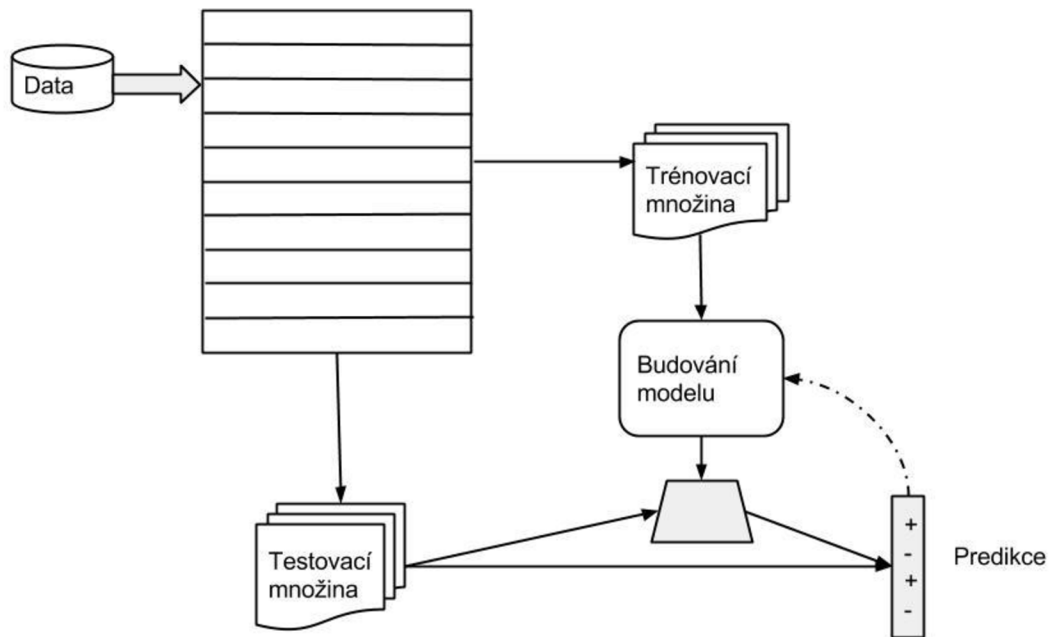 Data
Trénovací
množina
Budování
modelu
Testovací
množina
+
-
+
-
Predikce